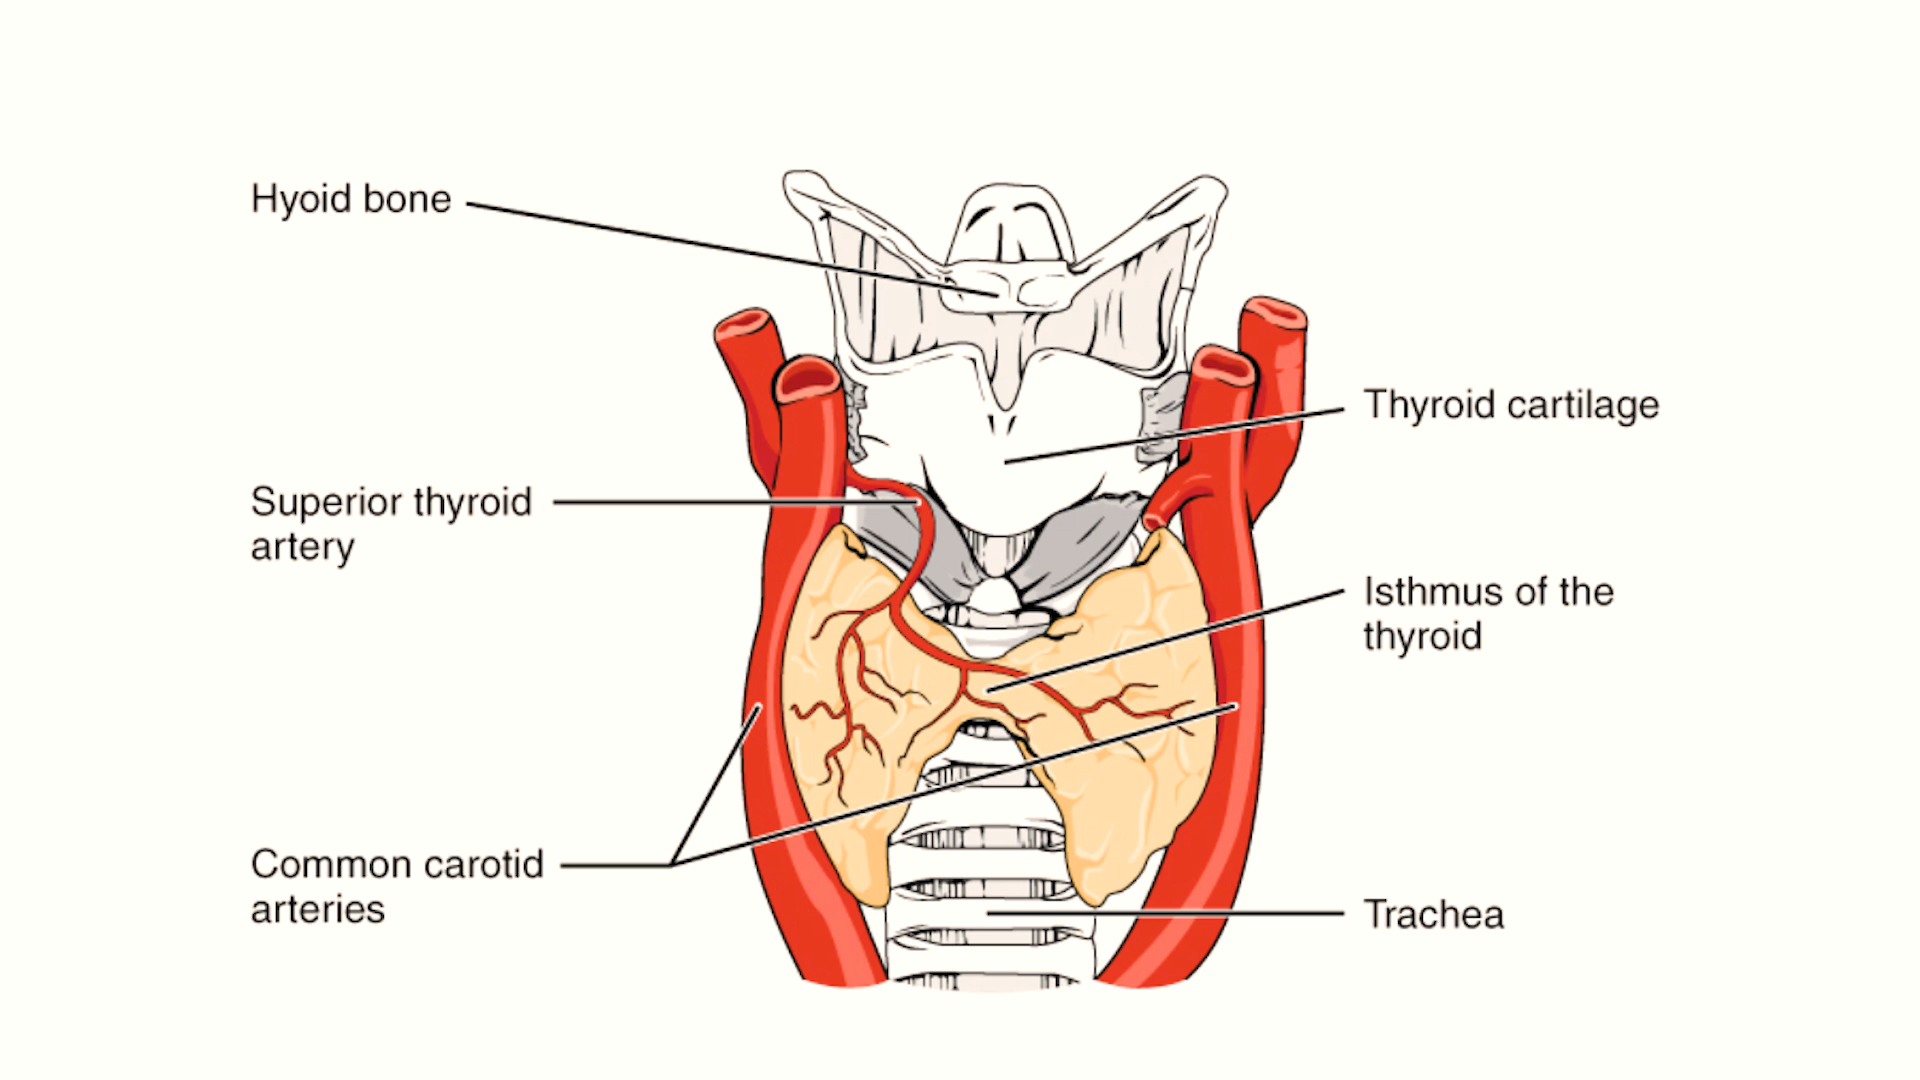 Hyoid bone
Superior thyroid
artery
Common carotid
arteries
Thyroid cartilage
Isthmus of the
thyroid
Trachea